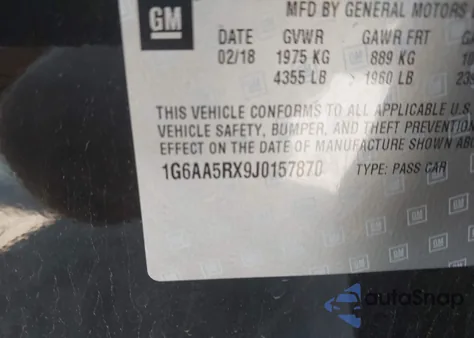 GM
MFD BY GENERAL MOTORS
DATE GVWR GAWR FRT
02/18 1975 KG 889 KG
4355 LB 1960 LB
THIS VEHICLE CONFORMS TO ALL APPLICABLE U.S.
VEHICLE SAFETY, BUMPER, AND THEFT PREVENTION
EFFECT ON THE DATE OF MANUFACTURE SHOWN
1G6AA5RX9J0157870 TYPE: PASS CAR
autoSnap